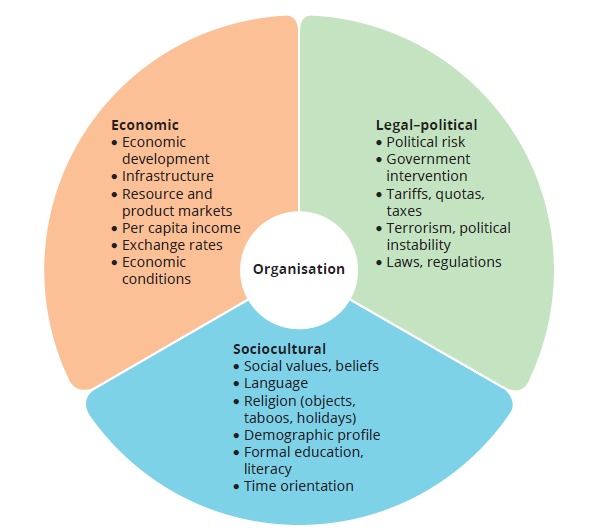 Economic
• Economic
development
• Infrastructure
• Resource and
product markets
• Per capita income
• Exchange rates
• Economic
conditions
Legal–political
• Political risk
• Government
intervention
• Tariffs, quotas,
taxes
• Terrorism, political
instability
• Laws, regulations
Organisation
Sociocultural
• Social values, beliefs
• Language
• Religion (objects,
taboos, holidays)
• Demographic profile
• Formal education,
literacy
• Time orientation